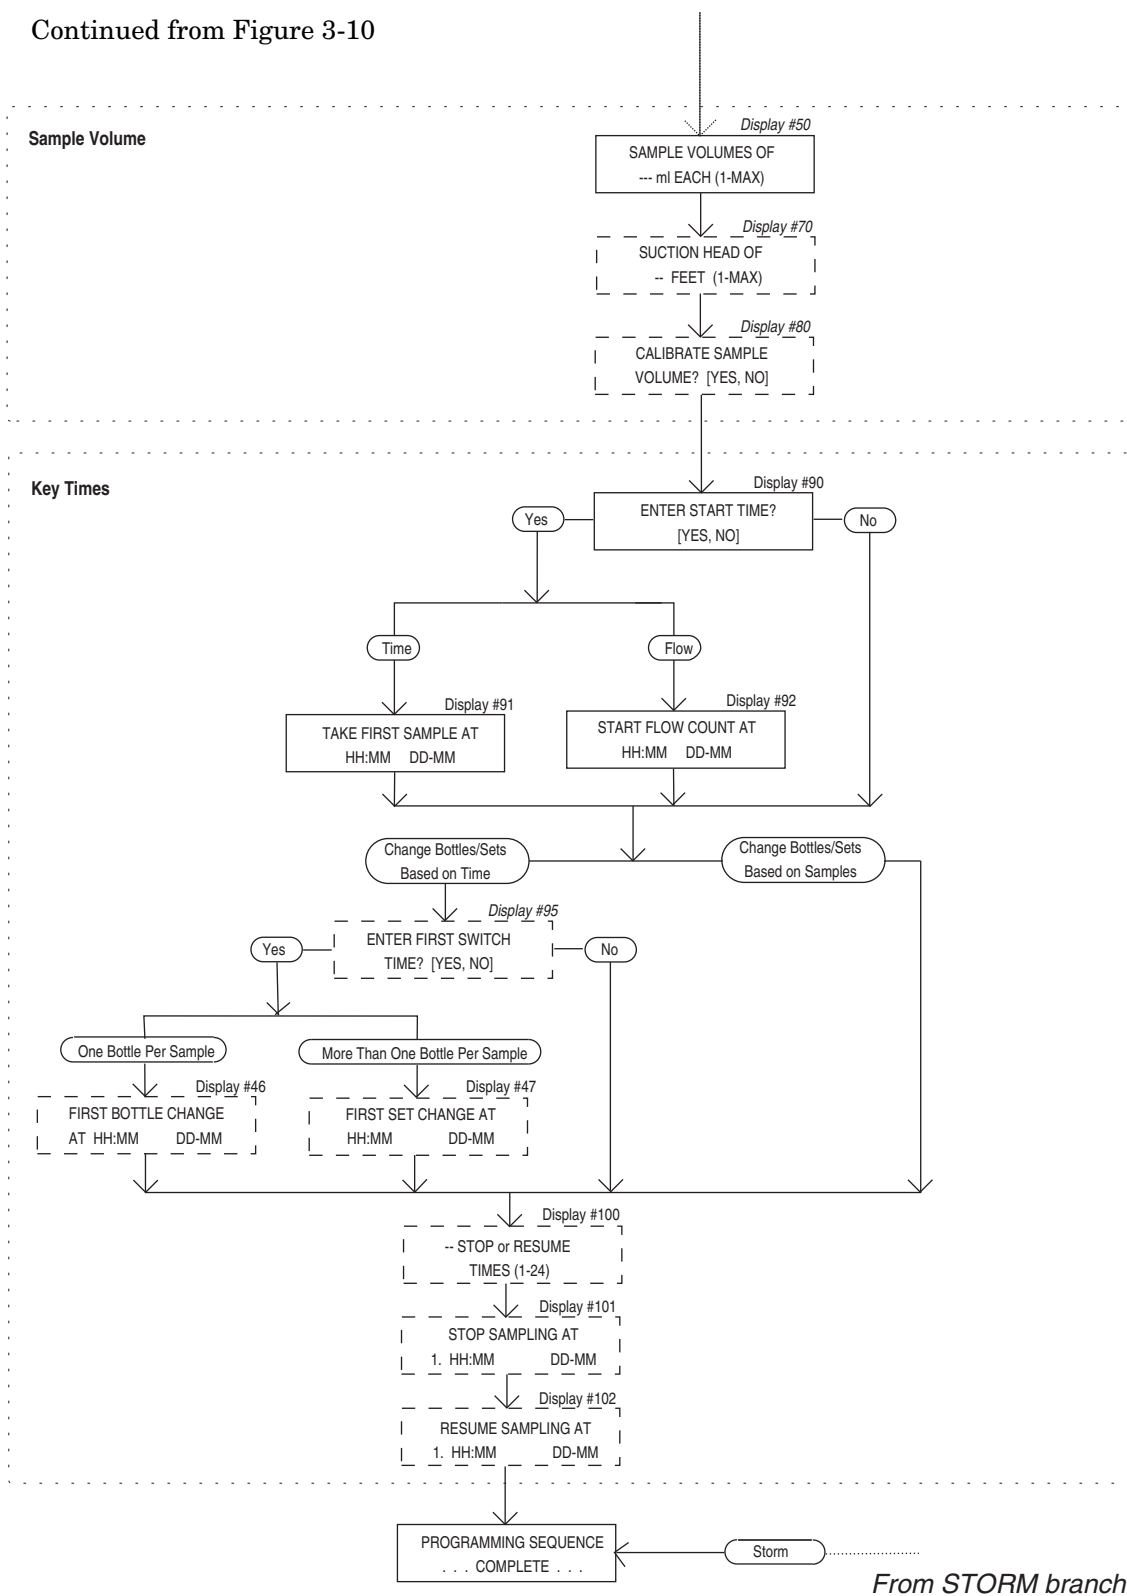 Continued from Figure 3-10
Sample Volume
Display #50
SAMPLE VOLUMES OF
--- ml EACH (1-MAX)
Display #70
SUCTION HEAD OF
-- FEET (1-MAX)
Display #80
CALIBRATE SAMPLE
VOLUME? [YES, NO]
Key Times
Display #90
ENTER START TIME?
[YES, NO]
Yes
No
Time
Flow
Display #91
TAKE FIRST SAMPLE AT
HH:MM DD-MM
Display #92
START FLOW COUNT AT
HH:MM DD-MM
Change Bottles/Sets
Based on Time
Change Bottles/Sets
Based on Samples
Display #95
ENTER FIRST SWITCH
TIME? [YES, NO]
Yes
No
One Bottle Per Sample
More Than One Bottle Per Sample
Display #46
FIRST BOTTLE CHANGE
AT HH:MM DD-MM
Display #47
FIRST SET CHANGE AT
HH:MM DD-MM
Display #100
-- STOP or RESUME
TIMES (1-24)
Display #101
STOP SAMPLING AT
1. HH:MM DD-MM
Display #102
RESUME SAMPLING AT
1. HH:MM DD-MM
PROGRAMMING SEQUENCE
. . . COMPLETE . . .
Storm
From STORM branch